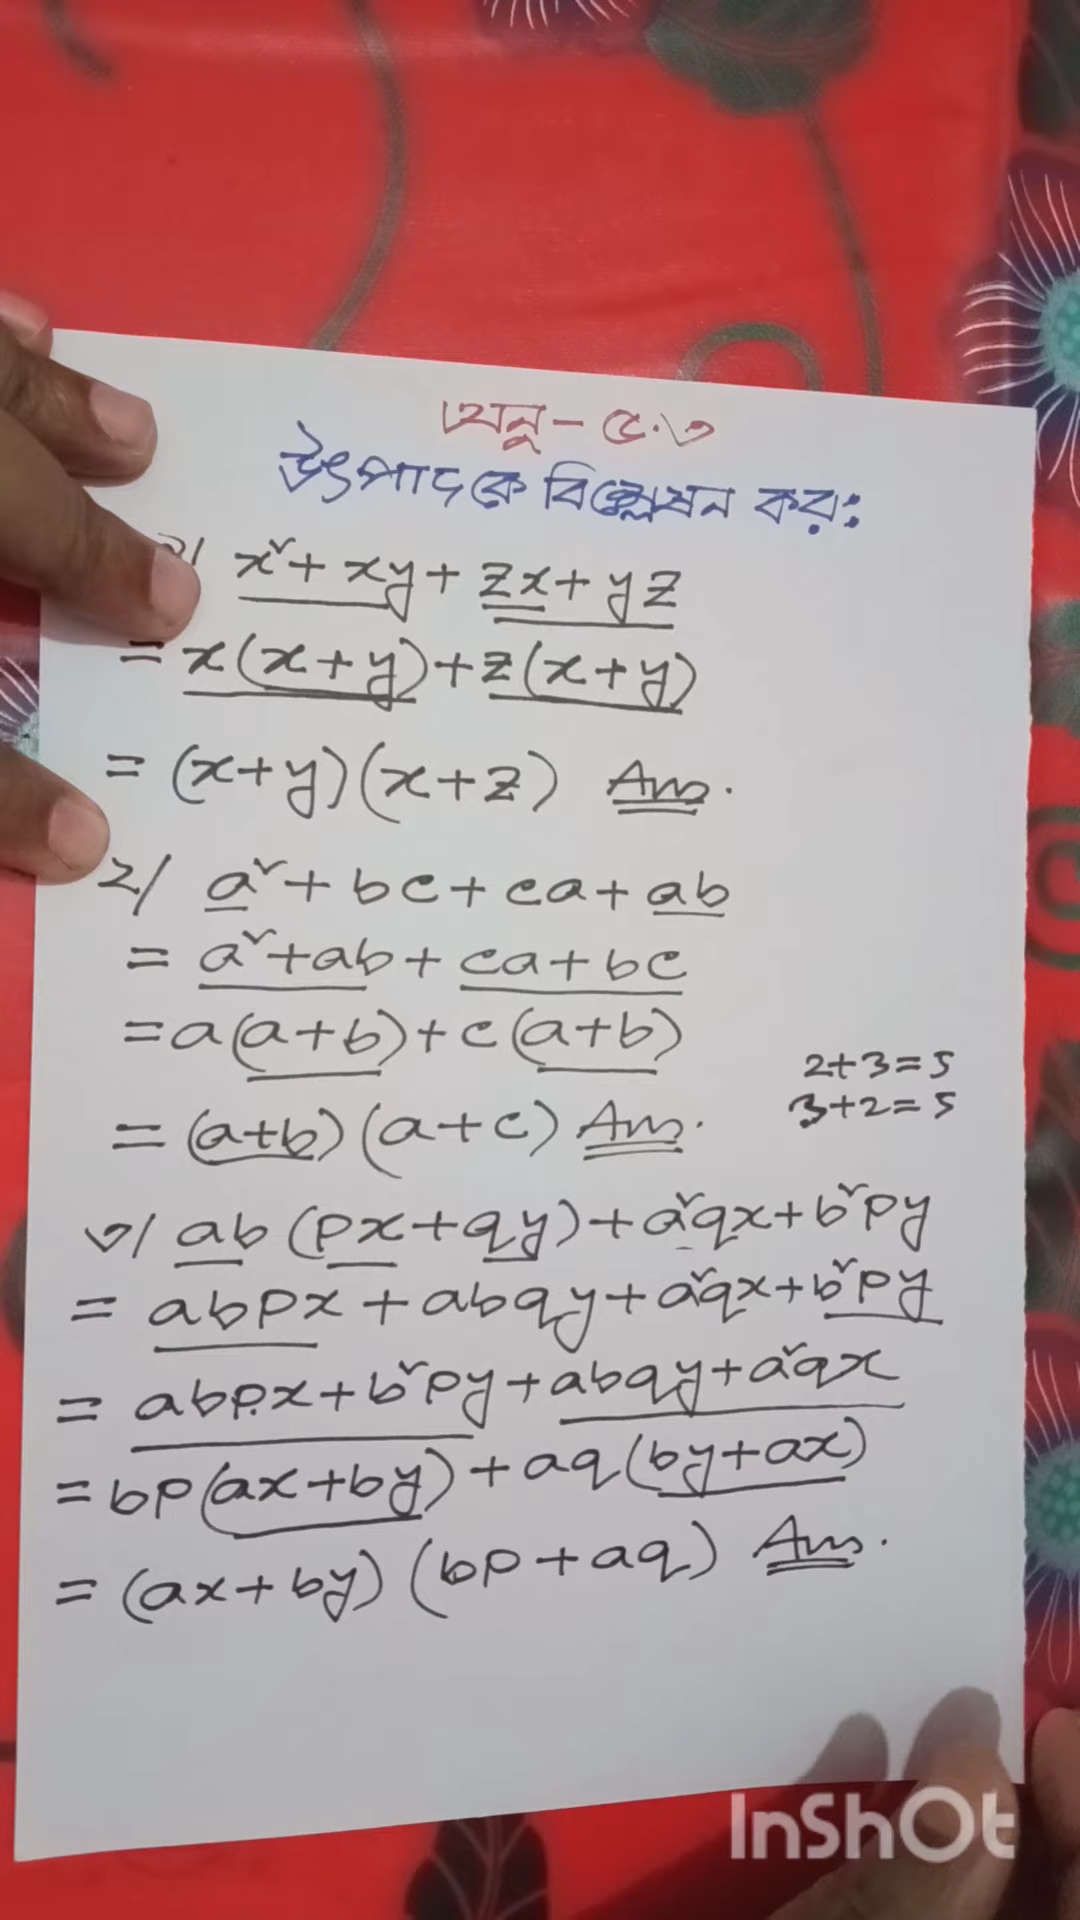 অনু - ৫.৩
উৎপাদকে বিশ্লেষন কর:
x² + xy + zx + yz
= x(x+y)+z(x+y)
= (x+y)(x+z) Ans.
২/ a² + bc + ca + ab
= a²+ab + ca+bc
= a(a+b)+c(a+b)
2+3=5
3+2=5
= (a+b)(a+c) Ans.
৩/ ab(px+qy)+a²qx+b²py
= abpx + abqy + a²qx + b²py
= abpx + b²py + abqy + a²qx
= bp(ax+by)+aq(by+ax)
= (ax+by)(bp+aq) Ans.
InShOt